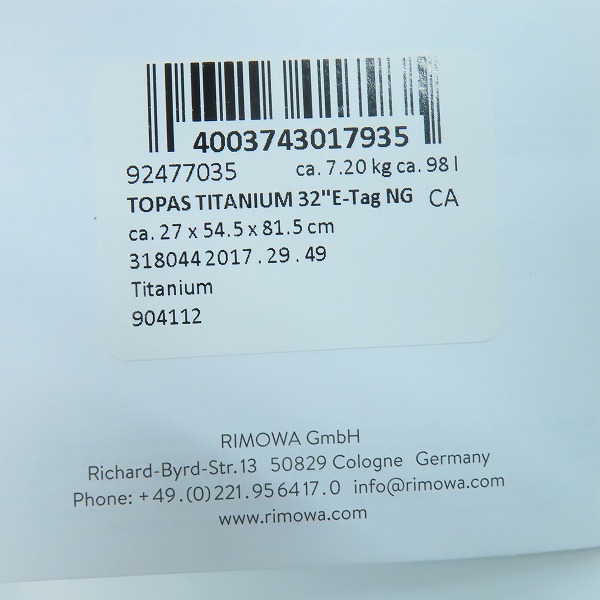 4003743017935
92477035 ca. 7.20 kg ca. 98 l
TOPAS TITANIUM 32"E-Tag NG CA
ca. 27 x 54.5 x 81.5 cm
318044 2017 . 29 . 49
Titanium
904112
RIMOWA GmbH
Richard-Byrd-Str.13 50829 Cologne Germany
Phone: +49.(0)221.956417.0 info@rimowa.com
www.rimowa.com